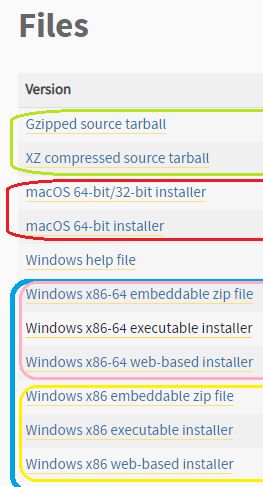 Files
Version
Gzipped source tarball
XZ compressed source tarball
macOS 64-bit/32-bit installer
macOS 64-bit installer
Windows help file
Windows x86-64 embeddable zip file
Windows x86-64 executable installer
Windows x86-64 web-based installer
Windows x86 embeddable zip file
Windows x86 executable installer
Windows x86 web-based installer